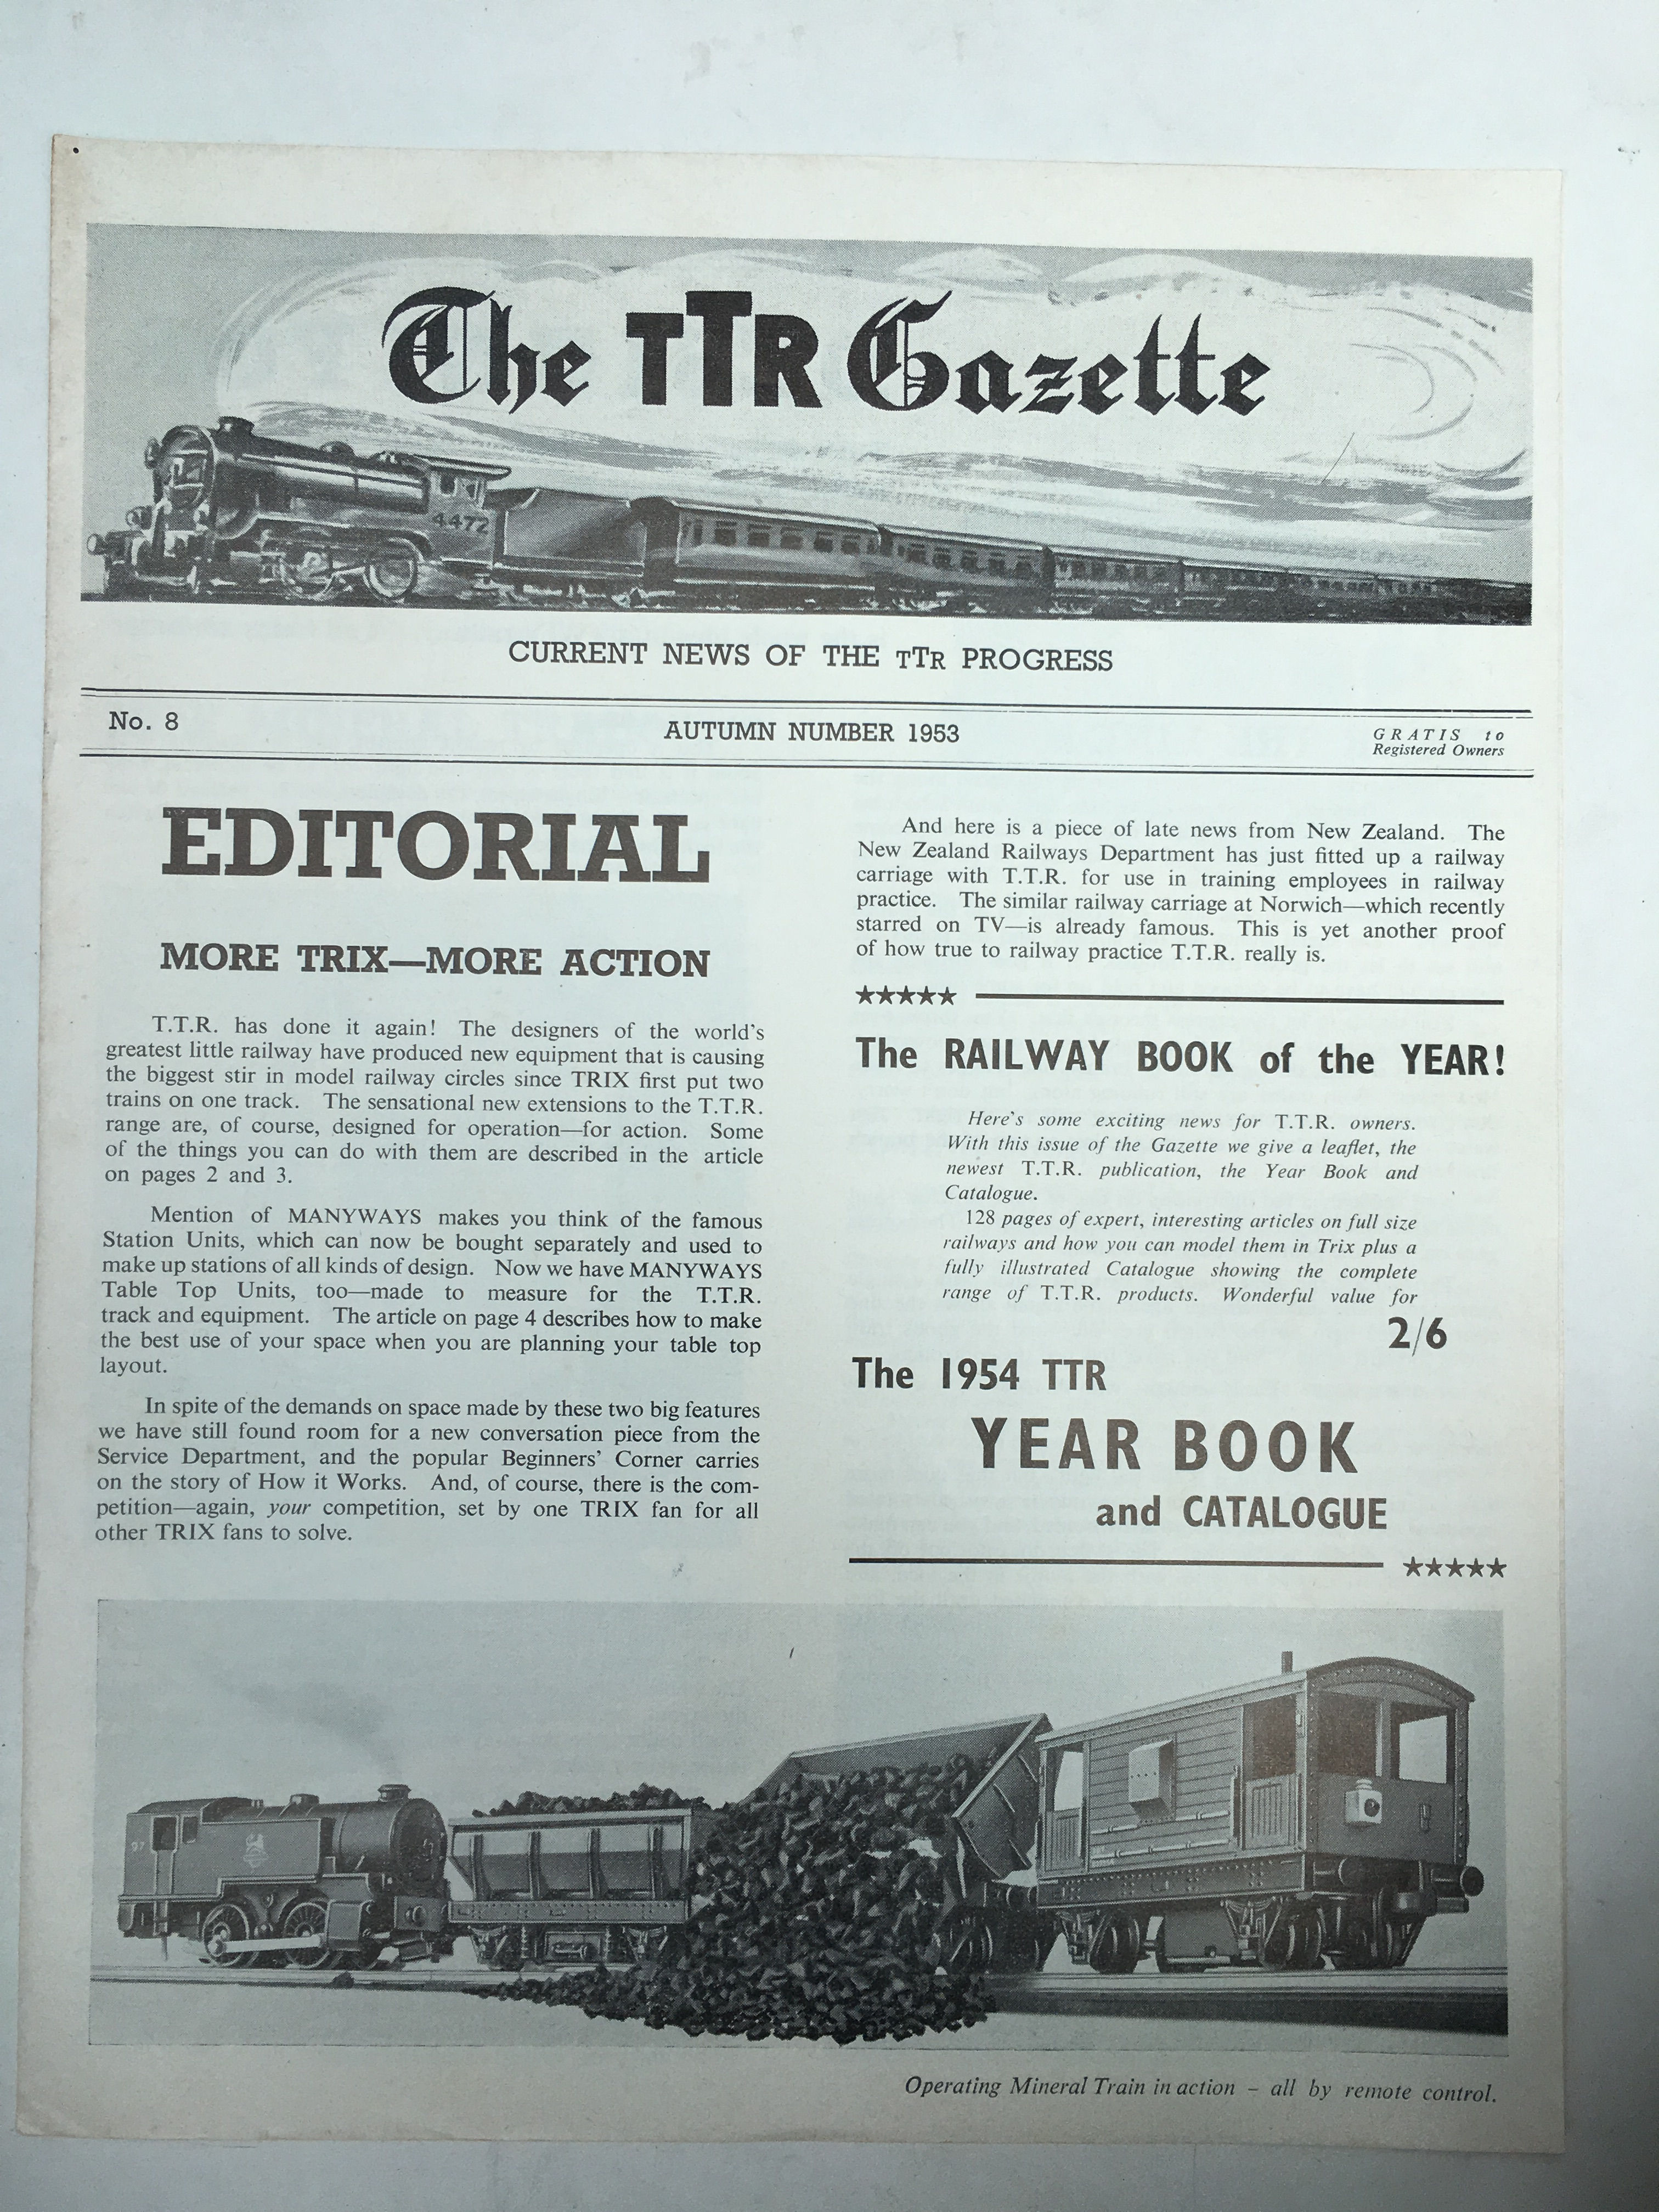 The TTR Gazette
4472
CURRENT NEWS OF THE TTR PROGRESS
No. 8
AUTUMN NUMBER 1953
GRATIS to
Registered Owners
EDITORIAL
MORE TRIX—MORE ACTION
T.T.R. has done it again! The designers of the world's
greatest little railway have produced new equipment that is causing
the biggest stir in model railway circles since TRIX first put two
trains on one track. The sensational new extensions to the T.T.R.
range are, of course, designed for operation—for action. Some
of the things you can do with them are described in the article
on pages 2 and 3.
Mention of MANYWAYS makes you think of the famous
Station Units, which can now be bought separately and used to
make up stations of all kinds of design. Now we have MANYWAYS
Table Top Units, too—made to measure for the T.T.R.
track and equipment. The article on page 4 describes how to make
the best use of your space when you are planning your table top
layout.
In spite of the demands on space made by these two big features
we have still found room for a new conversation piece from the
Service Department, and the popular Beginners' Corner carries
on the story of How it Works. And, of course, there is the com-
petition—again, your competition, set by one TRIX fan for all
other TRIX fans to solve.
And here is a piece of late news from New Zealand. The
New Zealand Railways Department has just fitted up a railway
carriage with T.T.R. for use in training employees in railway
practice. The similar railway carriage at Norwich—which recently
starred on TV—is already famous. This is yet another proof
of how true to railway practice T.T.R. really is.
The RAILWAY BOOK of the YEAR!
Here's some exciting news for T.T.R. owners.
With this issue of the Gazette we give a leaflet, the
newest T.T.R. publication, the Year Book and
Catalogue.
128 pages of expert, interesting articles on full size
railways and how you can model them in Trix plus a
fully illustrated Catalogue showing the complete
range of T.T.R. products. Wonderful value for
2/6
The 1954 TTR
YEAR BOOK
and CATALOGUE
97
Operating Mineral Train in action – all by remote control.